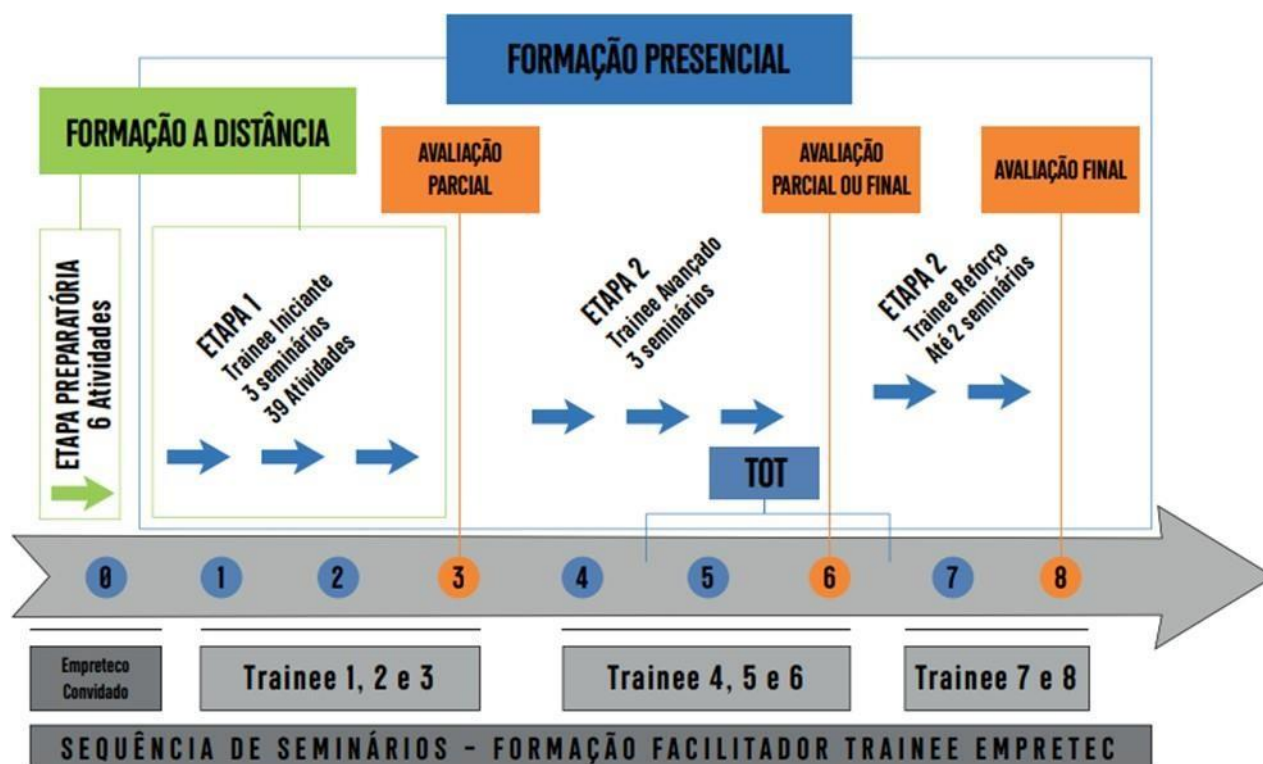 FORMAÇÃO PRESENCIAL
FORMAÇÃO A DISTÂNCIA
AVALIAÇÃO
PARCIAL
AVALIAÇÃO
PARCIAL OU FINAL
AVALIAÇÃO FINAL
ETAPA PREPARATÓRIA
6 Atividades
ETAPA 1
Trainee Iniciante
3 seminários
39 Atividades
ETAPA 2
Trainee Avançado
3 seminários
ETAPA 2
Trainee Reforço
Até 2 seminários
TOT
0 1 2 3 4 5 6 7 8
Empreteco
Convidado
Trainee 1, 2 e 3
Trainee 4, 5 e 6
Trainee 7 e 8
SEQUÊNCIA DE SEMINÁRIOS - FORMAÇÃO FACILITADOR TRAINEE EMPRETEC